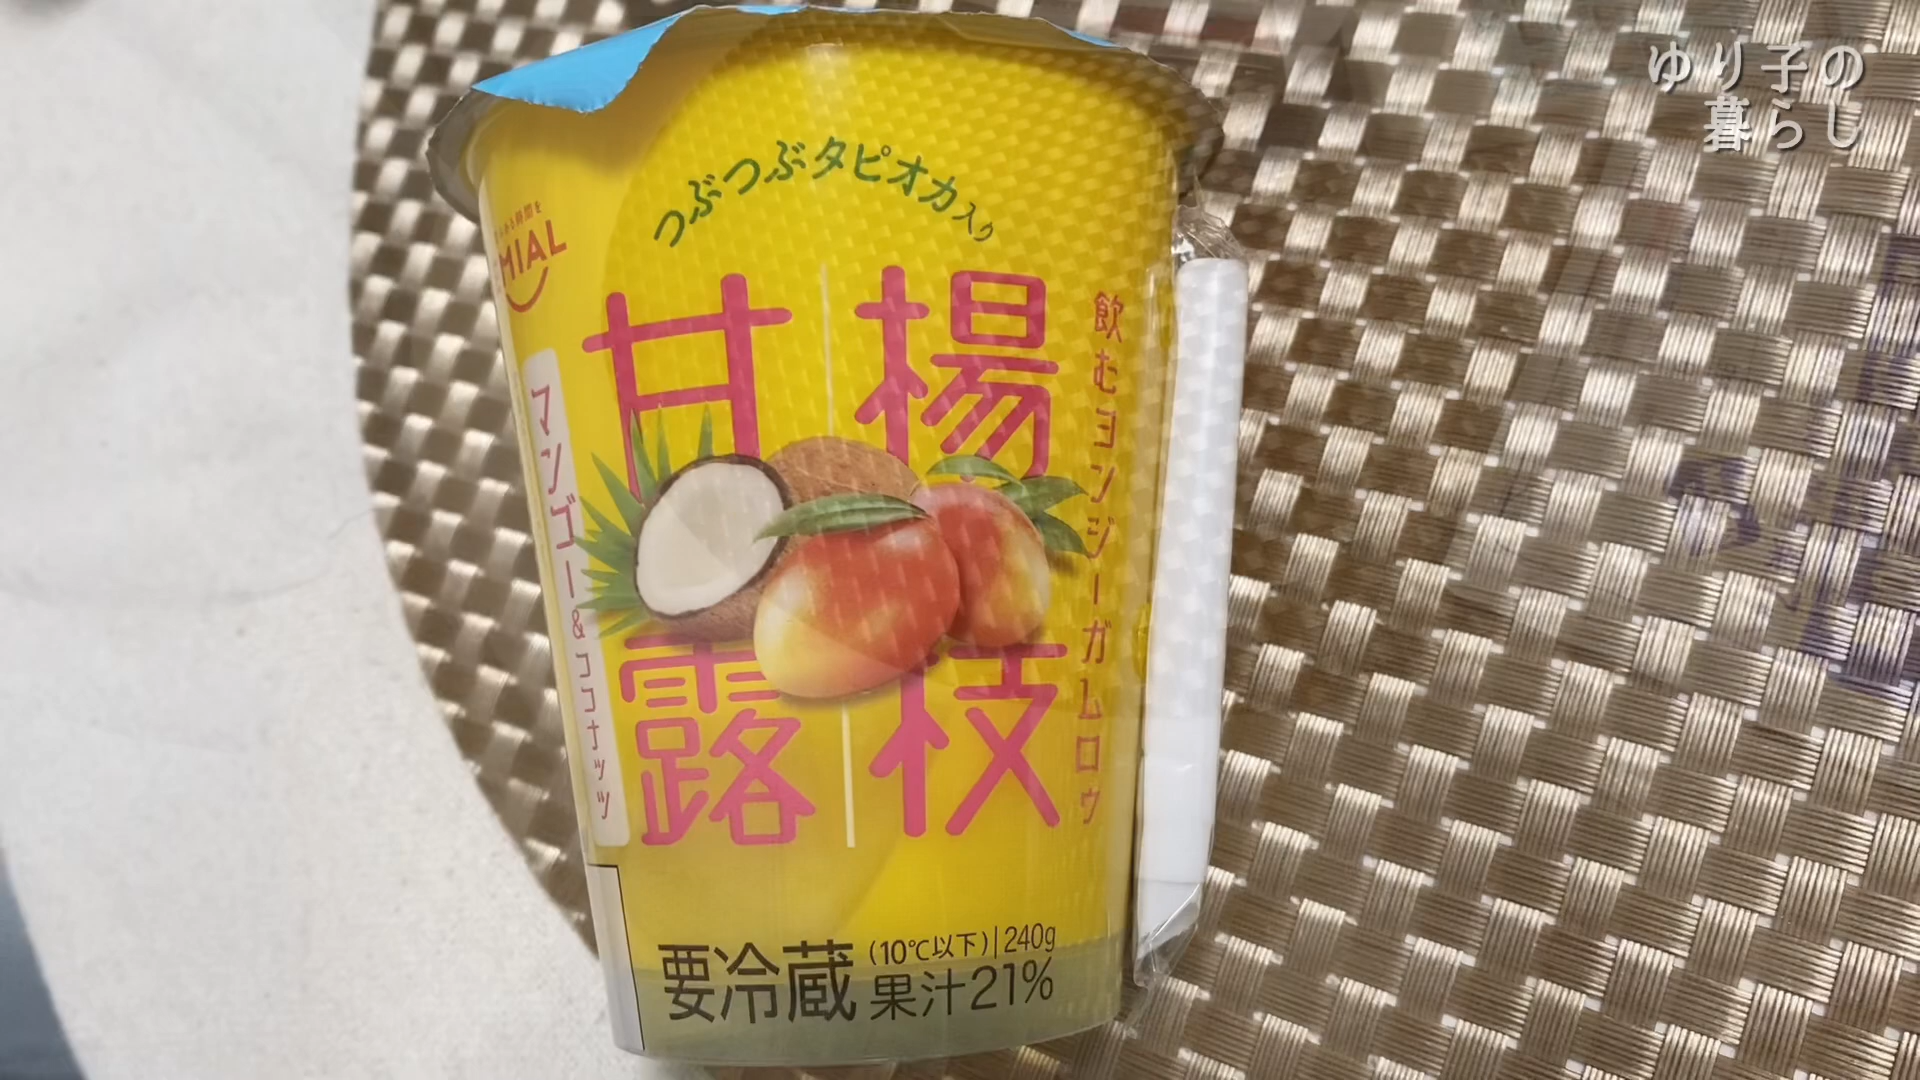 ゆり子の
暮らし
つぶつぶタピオカ入り
MIAL
飲むヨンジーガムロウ
楊枝
甘露
マンゴー&ココナッツ
要冷蔵
(10℃以下)|240g
果汁21%